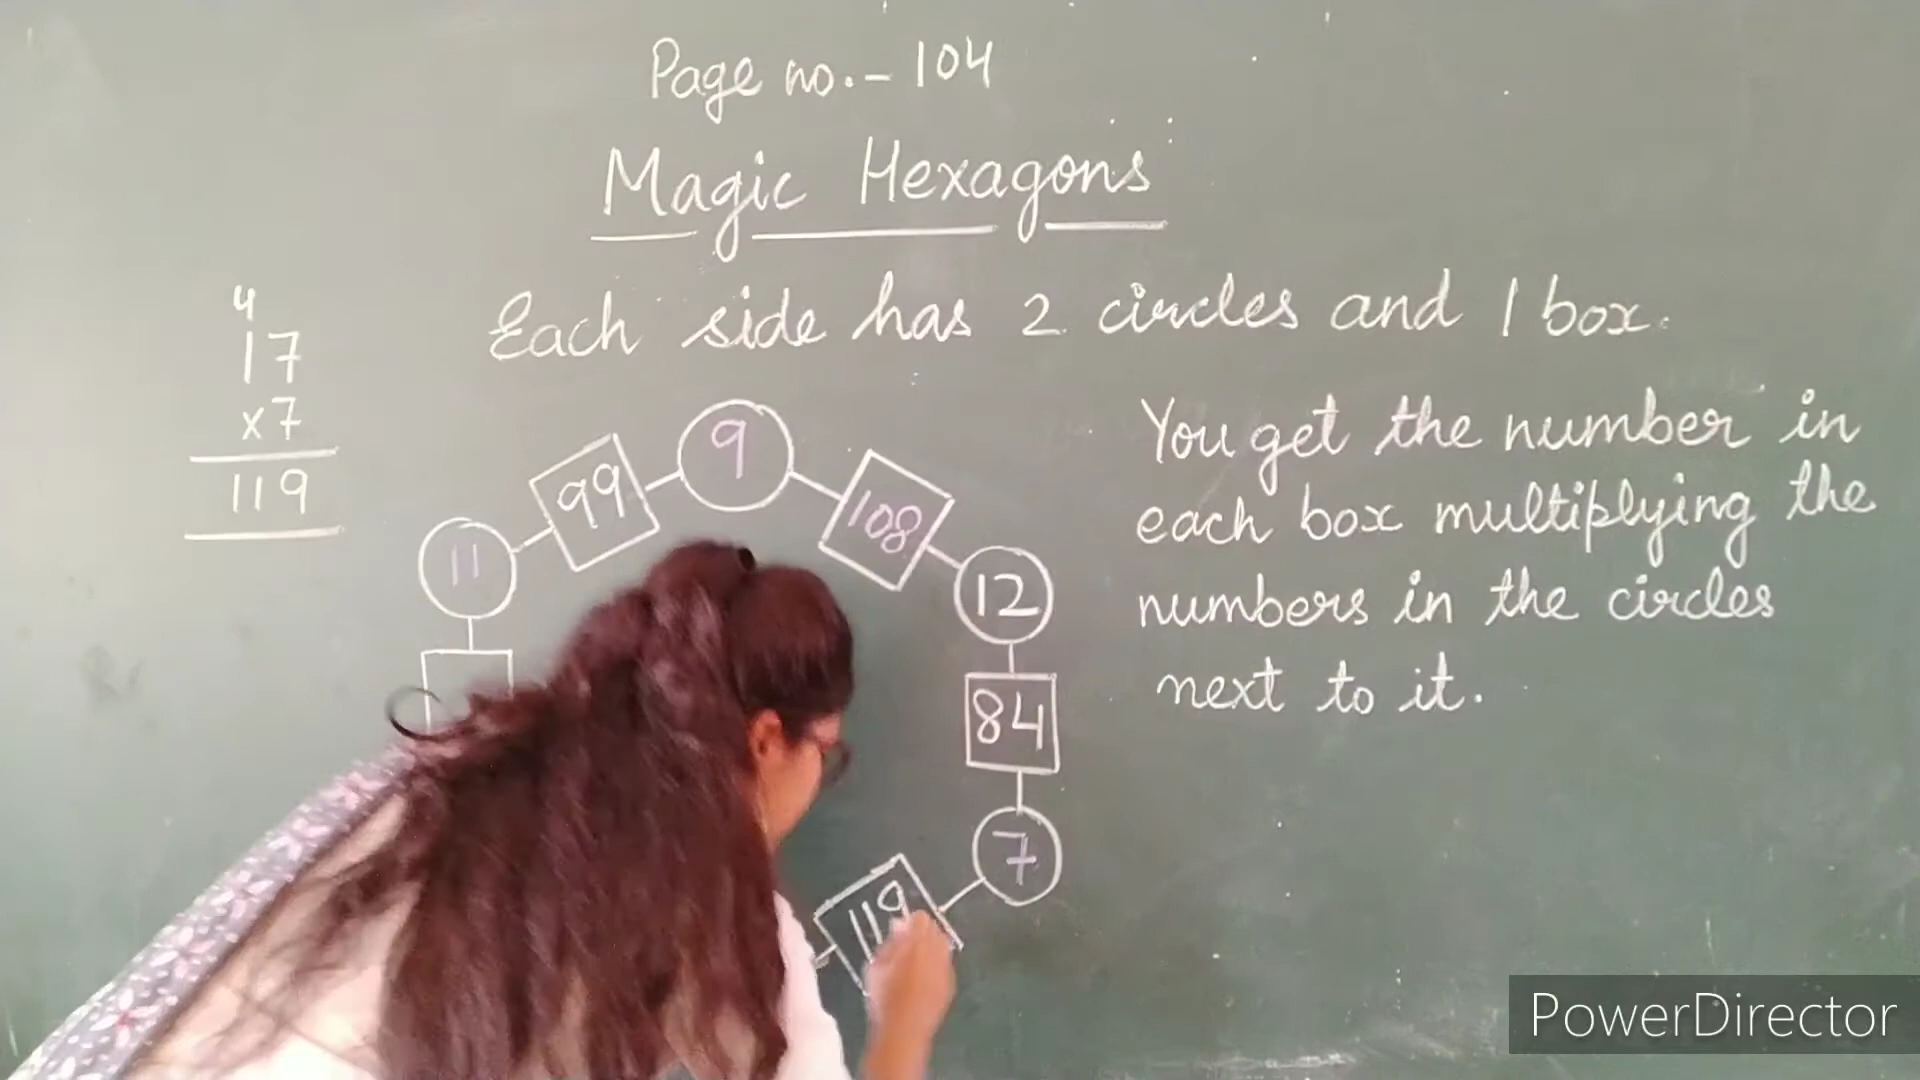 Page no.- 104
Magic Hexagons
Each side has 2 circles and 1 box.
4
17
x7
119
9
99
108
11
12
84
7
119
You get the number in
each box multiplying the
numbers in the circles
next to it.
PowerDirector